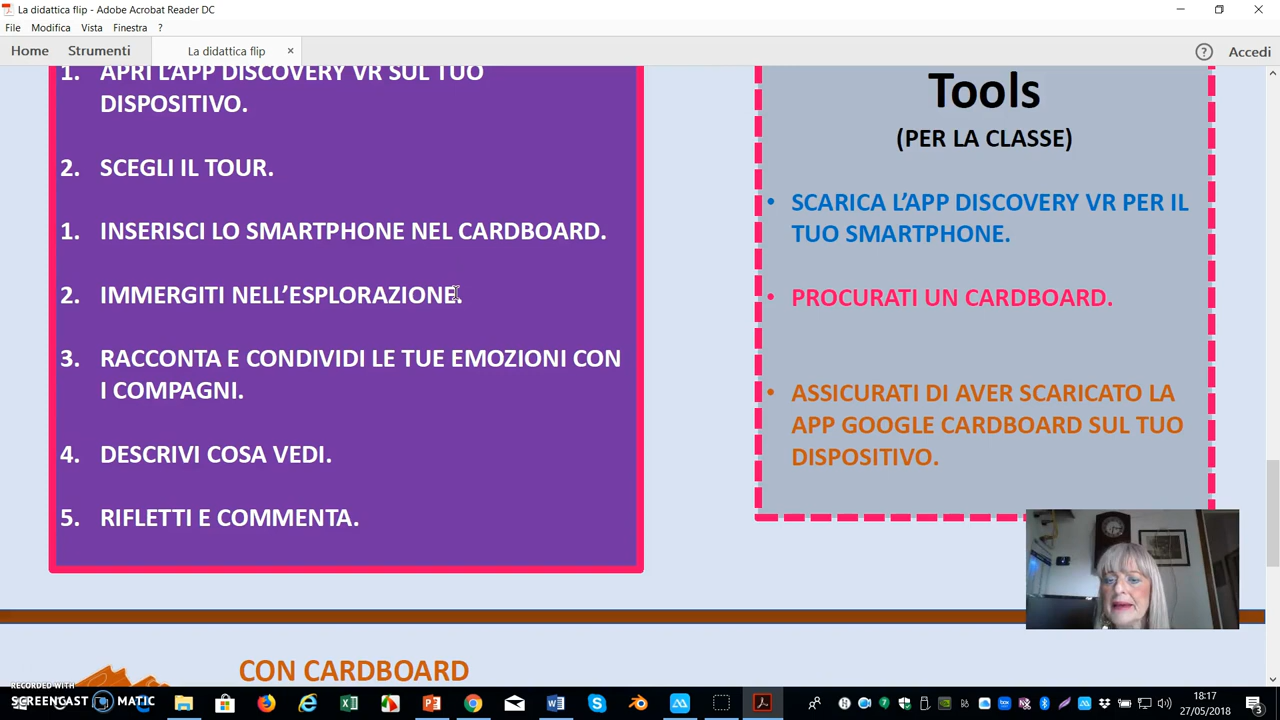 La didattica flip - Adobe Acrobat Reader DC
File Modifica Vista Finestra ?
Home Strumenti La didattica flip × Accedi
1. APRI L'APP DISCOVERY VR SUL TUO
DISPOSITIVO.
2. SCEGLI IL TOUR.
1. INSERISCI LO SMARTPHONE NEL CARDBOARD.
2. IMMERGITI NELL'ESPLORAZIONE.
3. RACCONTA E CONDIVIDI LE TUE EMOZIONI CON
I COMPAGNI.
4. DESCRIVI COSA VEDI.
5. RIFLETTI E COMMENTA.
Tools
(PER LA CLASSE)
• SCARICA L'APP DISCOVERY VR PER IL
TUO SMARTPHONE.
• PROCURATI UN CARDBOARD.
• ASSICURATI DI AVER SCARICATO LA
APP GOOGLE CARDBOARD SUL TUO
DISPOSITIVO.
CON CARDBOARD
RECORDED WITH
SCREENCAST MATIC
18:17
27/05/2018